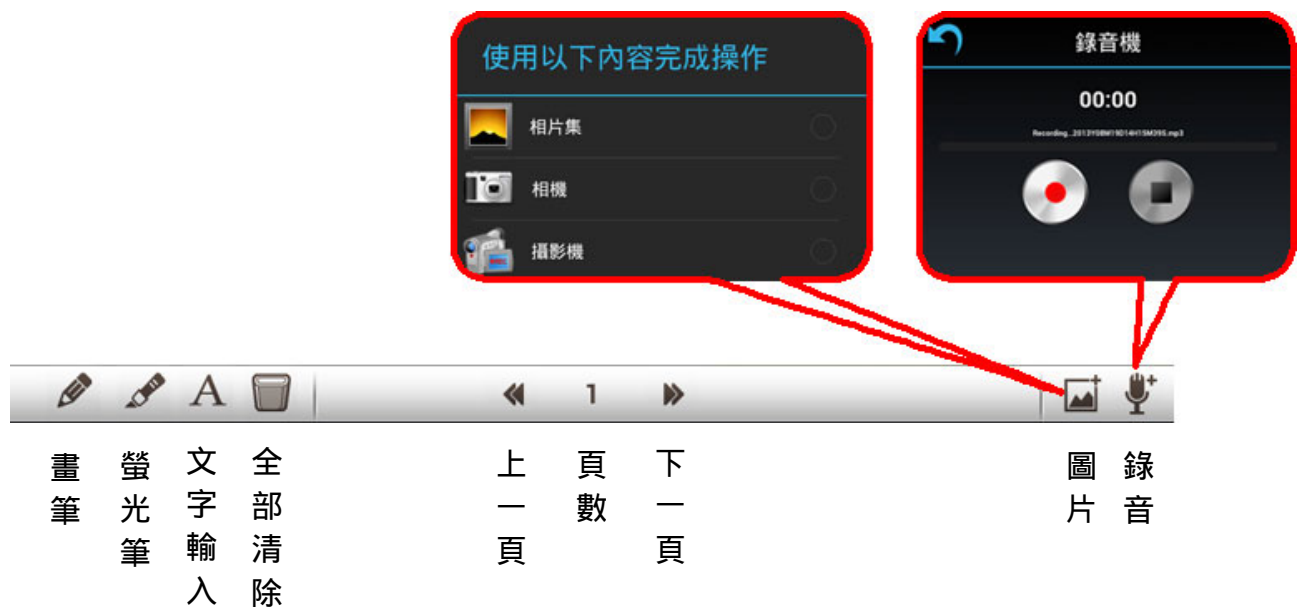 使用以下內容完成操作
相片集
相機
攝影機
錄音機
00:00
A
1
畫筆
螢光筆
文字輸入
全部清除
上一頁
頁數
下一頁
圖片
錄音